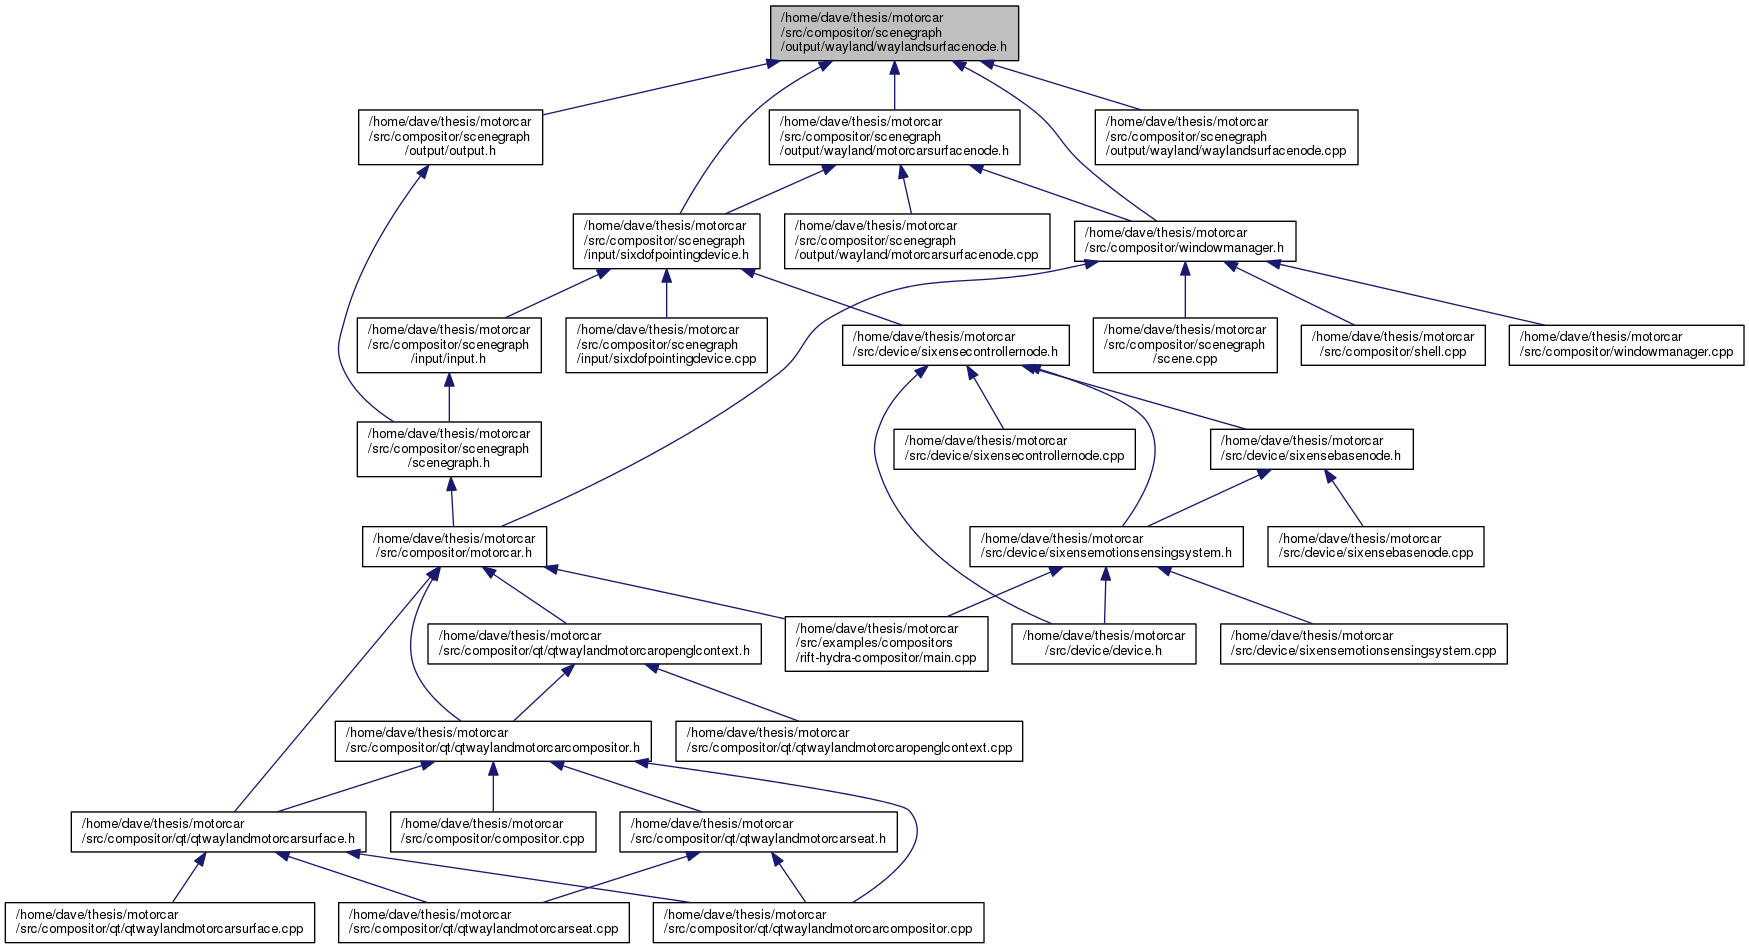 /home/dave/thesis/motorcar
/src/compositor/scenegraph
/output/wayland/waylandsurfacenode.h
/home/dave/thesis/motorcar
/src/compositor/scenegraph
/output/output.h
/home/dave/thesis/motorcar
/src/compositor/scenegraph
/output/wayland/motorcarsurfacenode.h
/home/dave/thesis/motorcar
/src/compositor/scenegraph
/output/wayland/waylandsurfacenode.cpp
/home/dave/thesis/motorcar
/src/compositor/scenegraph
/input/sixdofpointingdevice.h
/home/dave/thesis/motorcar
/src/compositor/scenegraph
/output/wayland/motorcarsurfacenode.cpp
/home/dave/thesis/motorcar
/src/compositor/windowmanager.h
/home/dave/thesis/motorcar
/src/compositor/scenegraph
/input/input.h
/home/dave/thesis/motorcar
/src/compositor/scenegraph
/input/sixdofpointingdevice.cpp
/home/dave/thesis/motorcar
/src/device/sixensecontrollernode.h
/home/dave/thesis/motorcar
/src/compositor/scenegraph
/scene.cpp
/home/dave/thesis/motorcar
/src/compositor/shell.cpp
/home/dave/thesis/motorcar
/src/compositor/windowmanager.cpp
/home/dave/thesis/motorcar
/src/compositor/scenegraph
/scenegraph.h
/home/dave/thesis/motorcar
/src/device/sixensecontrollernode.cpp
/home/dave/thesis/motorcar
/src/device/sixensebasenode.h
/home/dave/thesis/motorcar
/src/compositor/motorcar.h
/home/dave/thesis/motorcar
/src/device/sixensemotionsensingsystem.h
/home/dave/thesis/motorcar
/src/device/sixensebasenode.cpp
/home/dave/thesis/motorcar
/src/compositor/qt/qtwaylandmotorcaropenglcontext.h
/home/dave/thesis/motorcar
/src/examples/compositors
/rift-hydra-compositor/main.cpp
/home/dave/thesis/motorcar
/src/device/device.h
/home/dave/thesis/motorcar
/src/device/sixensemotionsensingsystem.cpp
/home/dave/thesis/motorcar
/src/compositor/qt/qtwaylandmotorcarcompositor.h
/home/dave/thesis/motorcar
/src/compositor/qt/qtwaylandmotorcaropenglcontext.cpp
/home/dave/thesis/motorcar
/src/compositor/qt/qtwaylandmotorcarsurface.h
/home/dave/thesis/motorcar
/src/compositor/compositor.cpp
/home/dave/thesis/motorcar
/src/compositor/qt/qtwaylandmotorcarseat.h
/home/dave/thesis/motorcar
/src/compositor/qt/qtwaylandmotorcarsurface.cpp
/home/dave/thesis/motorcar
/src/compositor/qt/qtwaylandmotorcarseat.cpp
/home/dave/thesis/motorcar
/src/compositor/qt/qtwaylandmotorcarcompositor.cpp